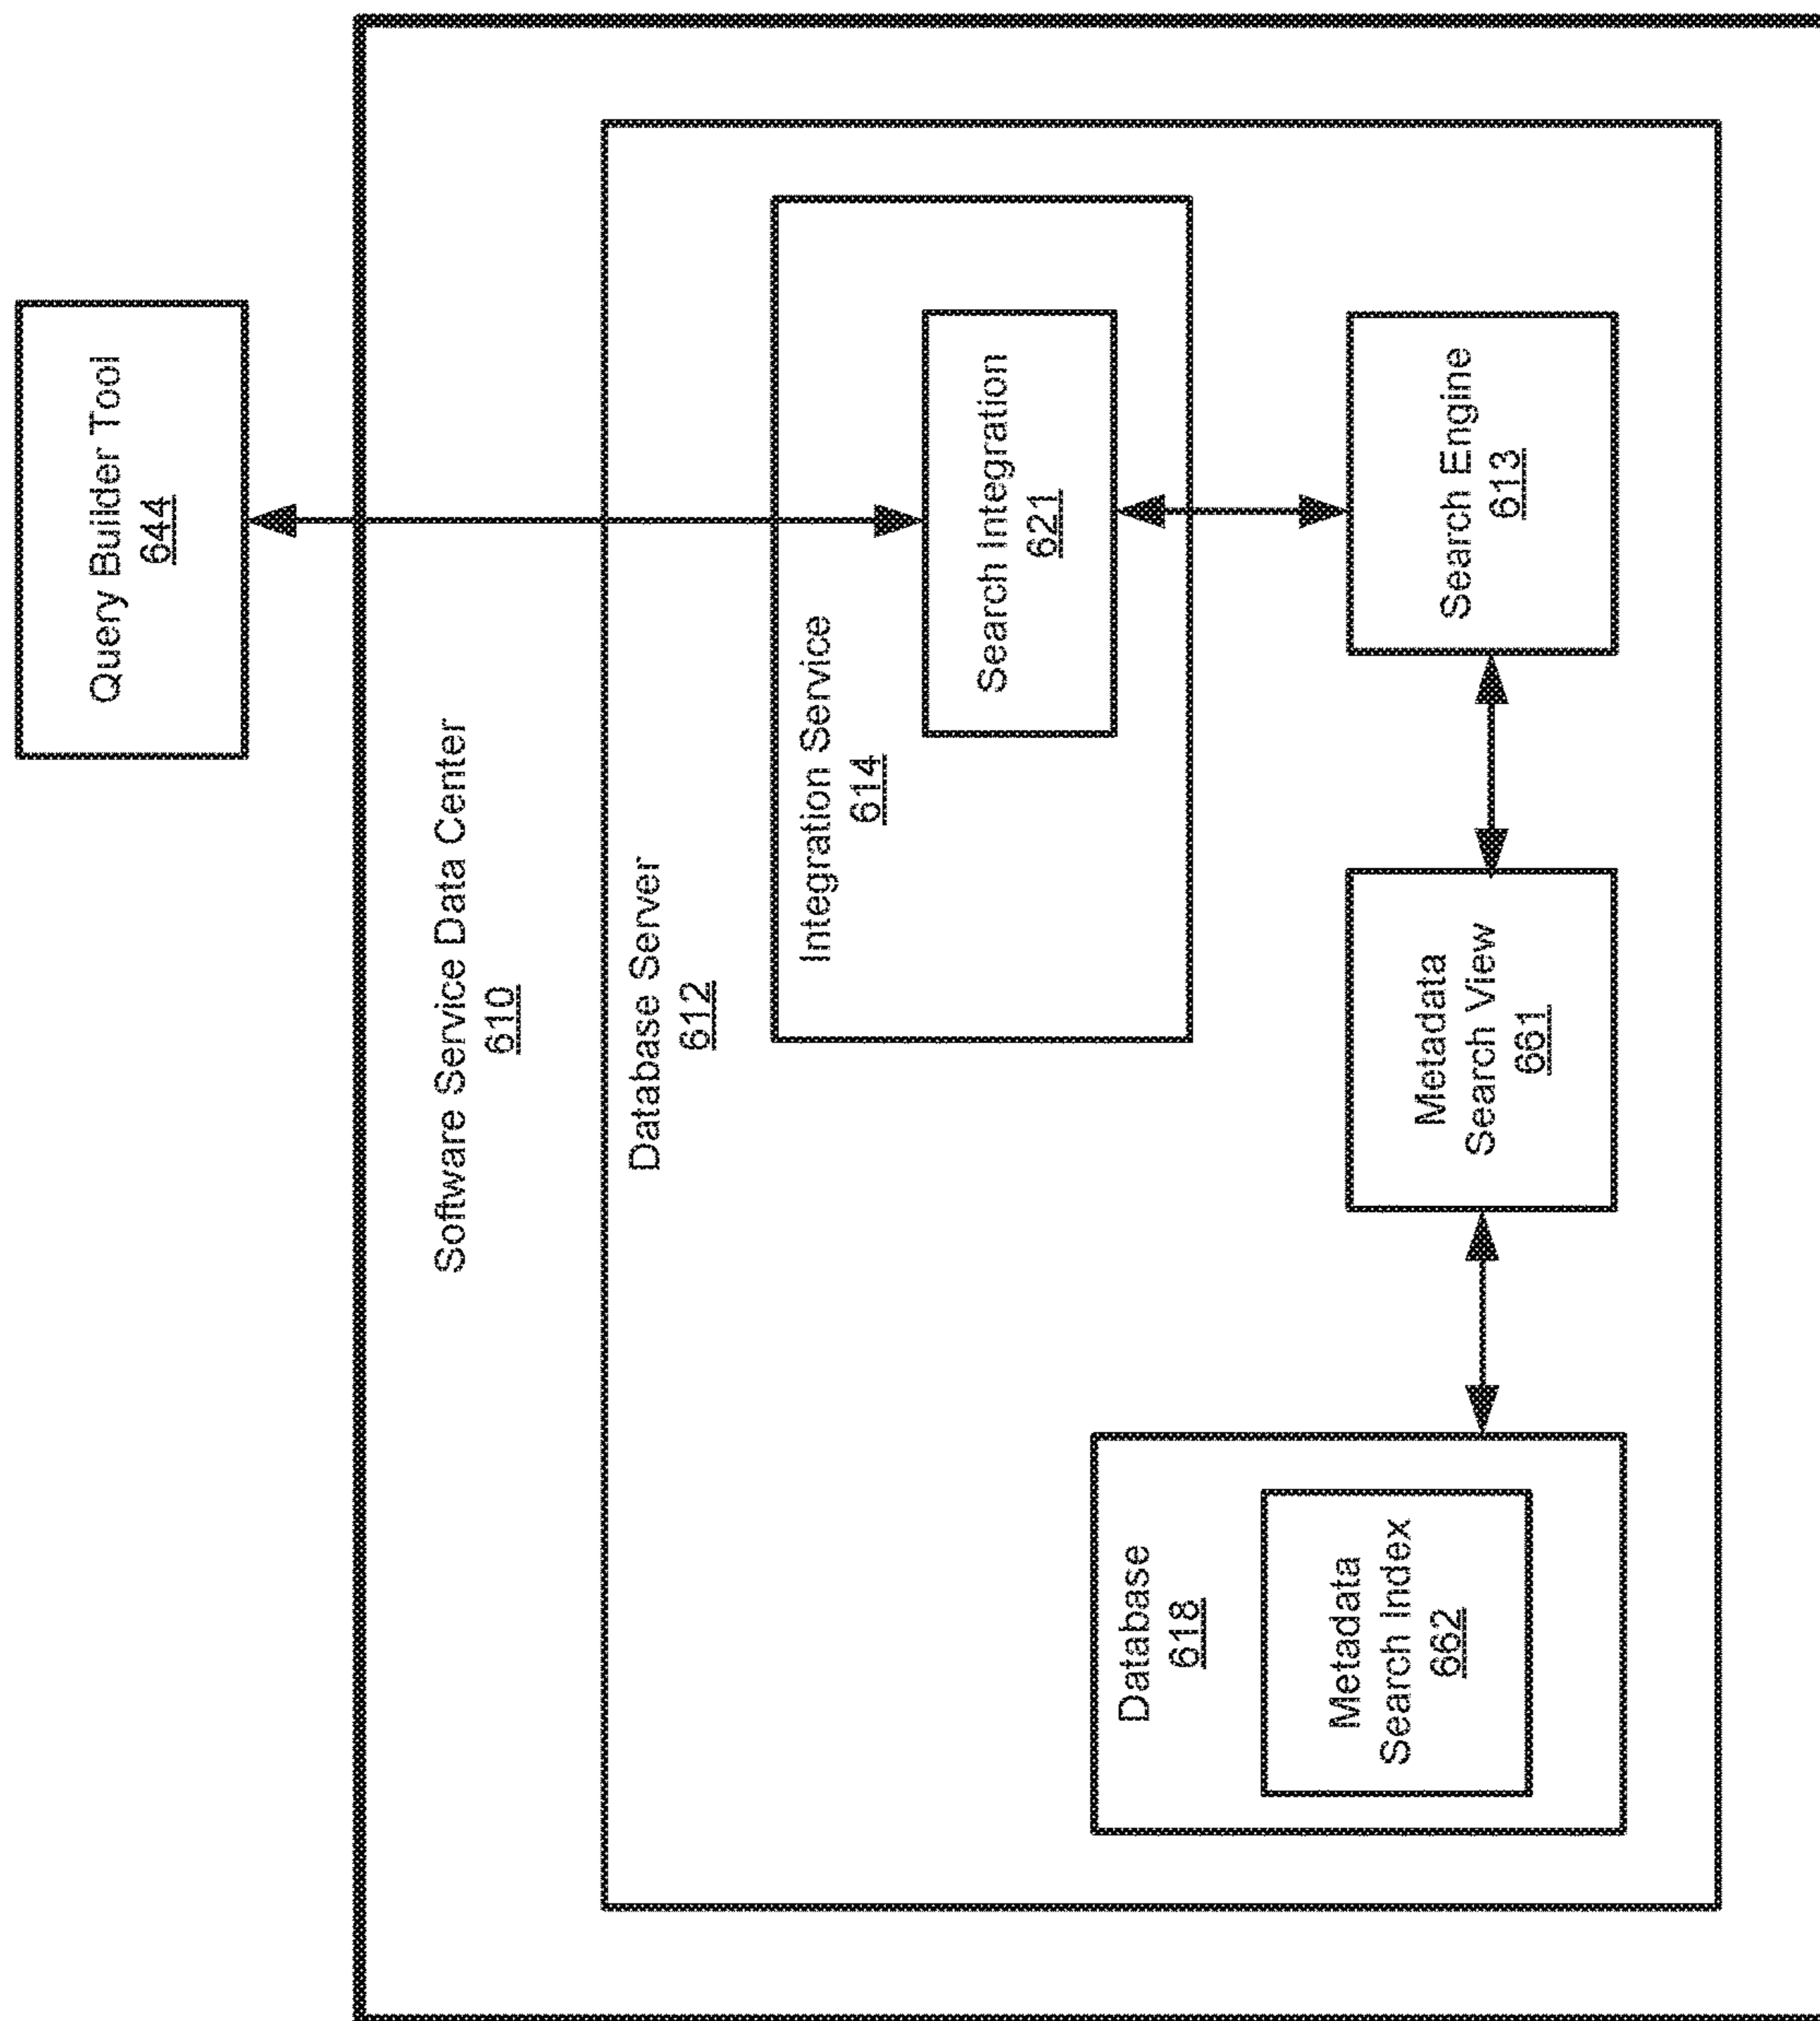 Query Builder Tool
644
Software Service Data Center
610
Database Server
612
Integration Service
614
Search Integration
621
Search Engine
613
Metadata
Search View
661
Database
618
Metadata
Search Index
662